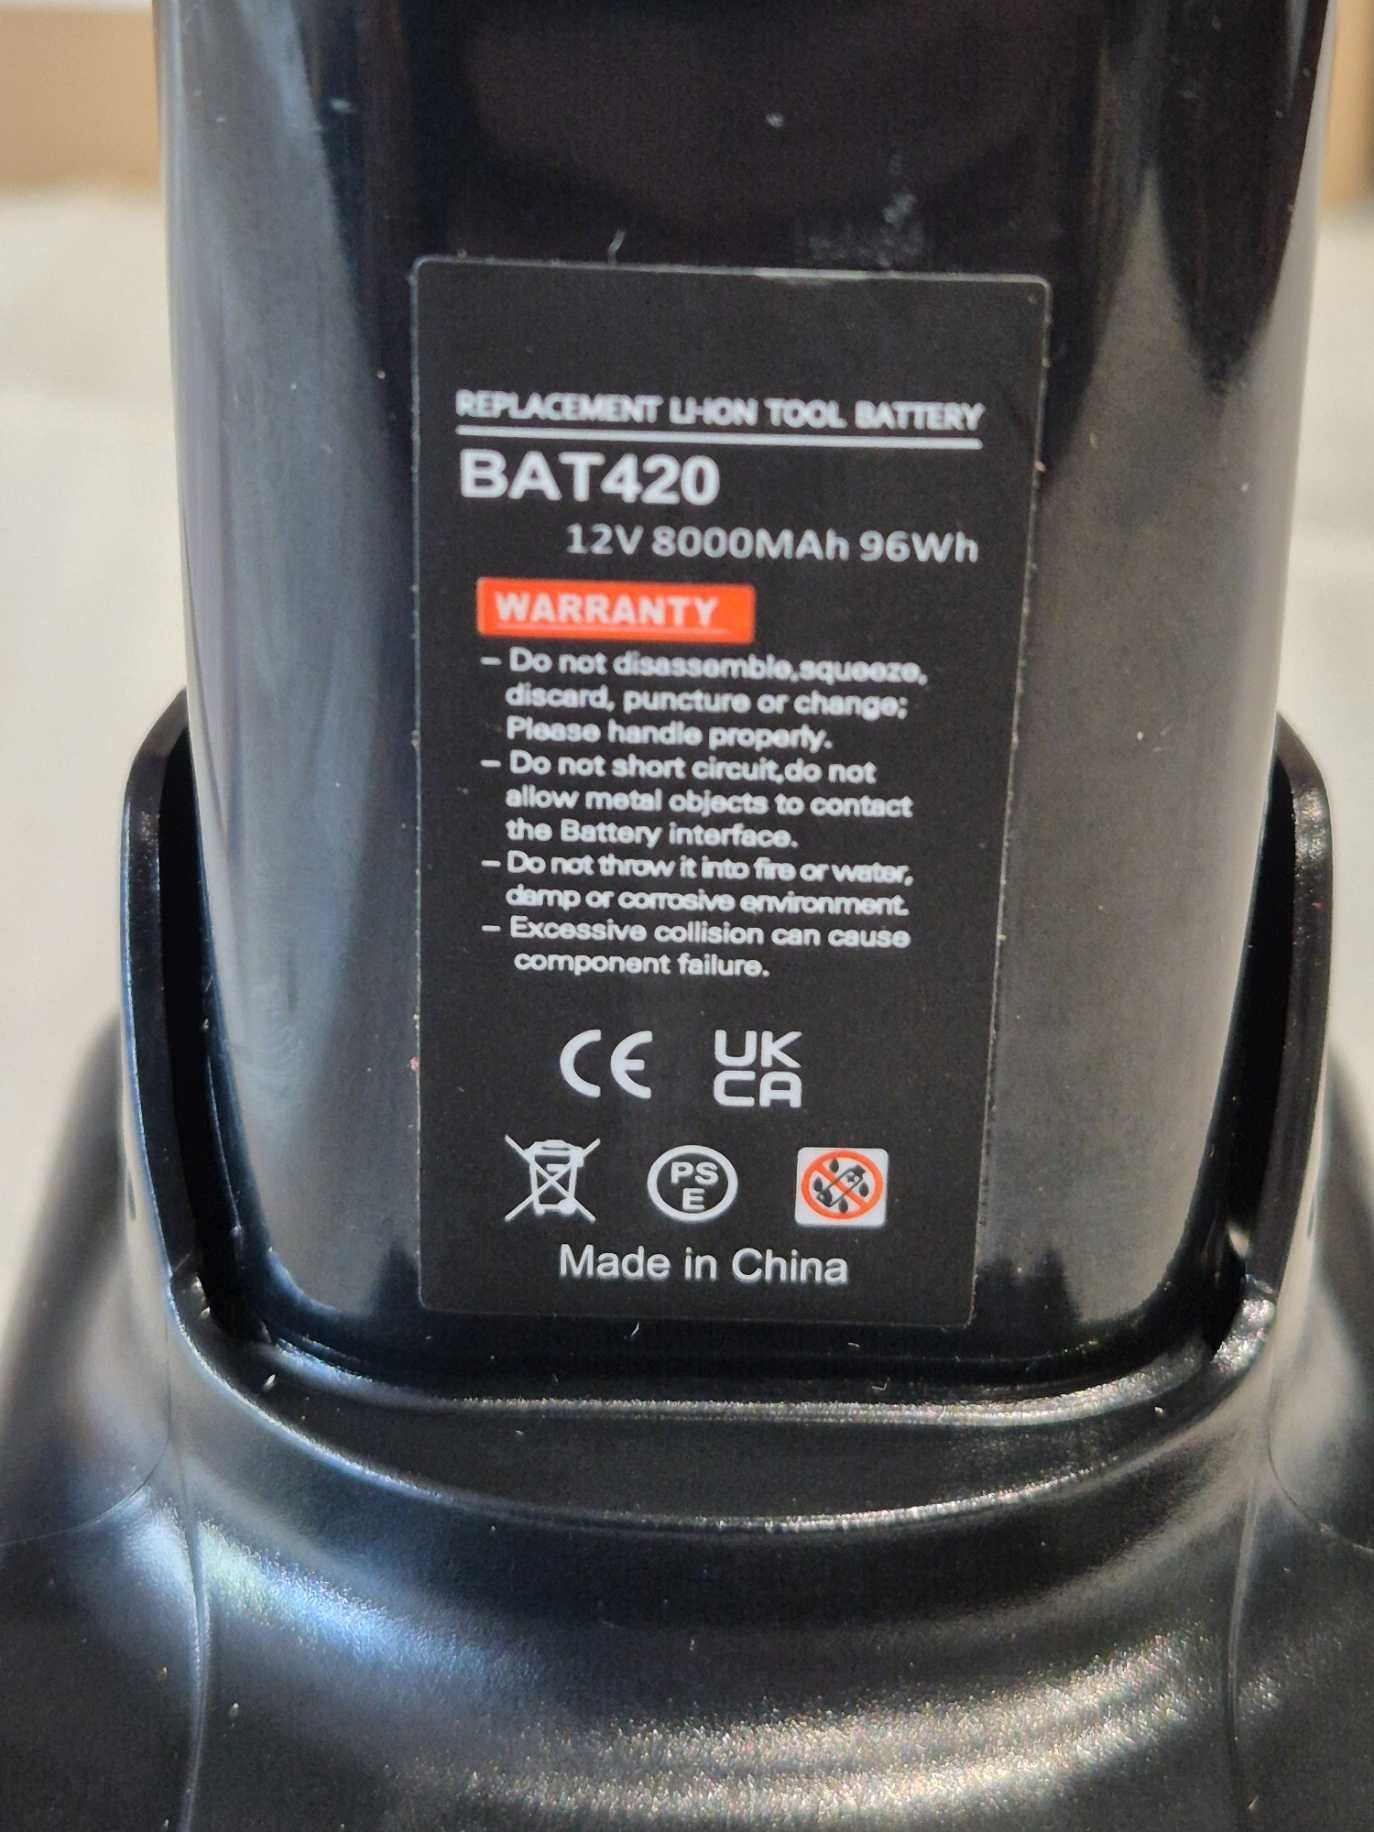 REPLACEMENT LI-ION TOOL BATTERY
BAT420
12V 8000MAh 96Wh
WARRANTY
– Do not disassemble,squeeze,
discard, puncture or change;
Please handle properly.
– Do not short circuit,do not
allow metal objects to contact
the Battery interface.
– Do not throw it into fire or water,
damp or corrosive environment.
– Excessive collision can cause
component failure.
CE UK
CA
PS
E
Made in China